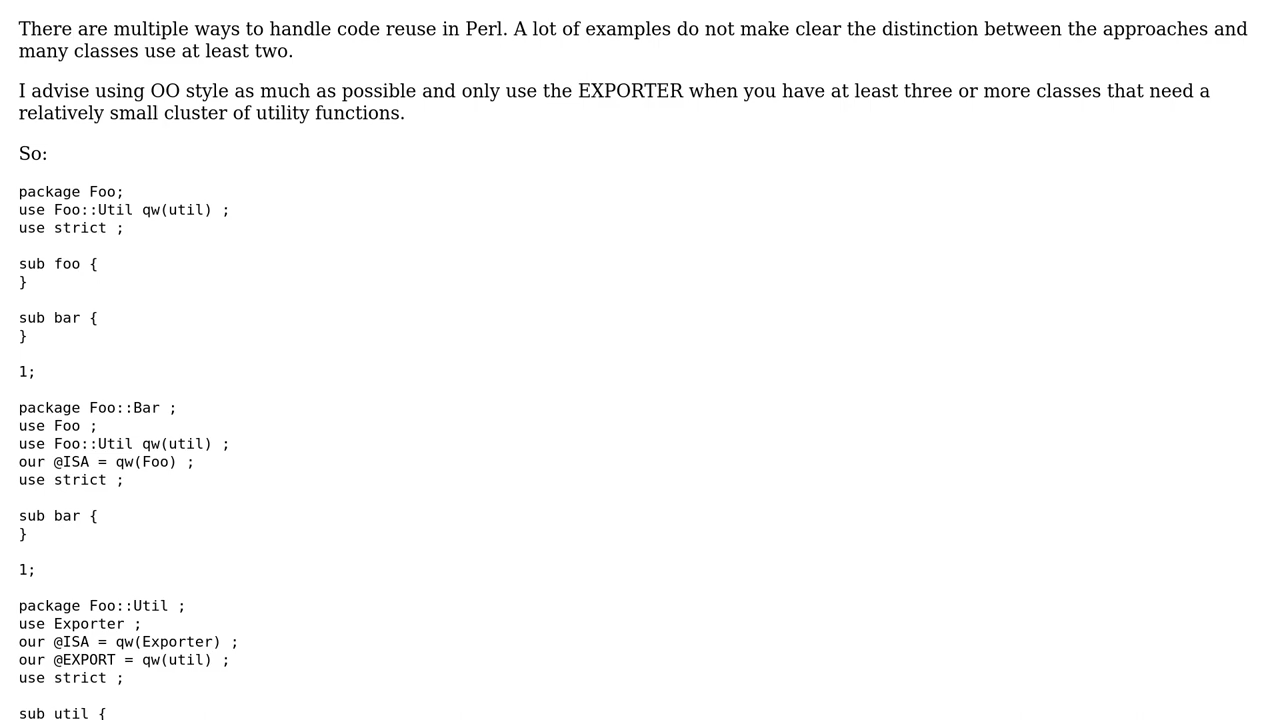 There are multiple ways to handle code reuse in Perl. A lot of examples do not make clear the distinction between the approaches and
many classes use at least two.
I advise using OO style as much as possible and only use the EXPORTER when you have at least three or more classes that need a
relatively small cluster of utility functions.
So:
package Foo;
use Foo::Util qw(util) ;
use strict ;
sub foo {
}
sub bar {
}
1;
package Foo::Bar ;
use Foo ;
use Foo::Util qw(util) ;
our @ISA = qw(Foo) ;
use strict ;
sub bar {
}
1;
package Foo::Util ;
use Exporter ;
our @ISA = qw(Exporter) ;
our @EXPORT = qw(util) ;
use strict ;
sub util {